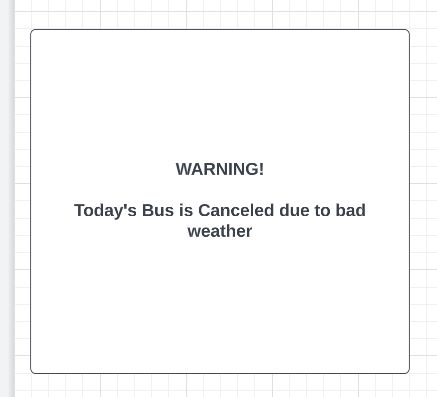 WARNING!
Today's Bus is Canceled due to bad
weather